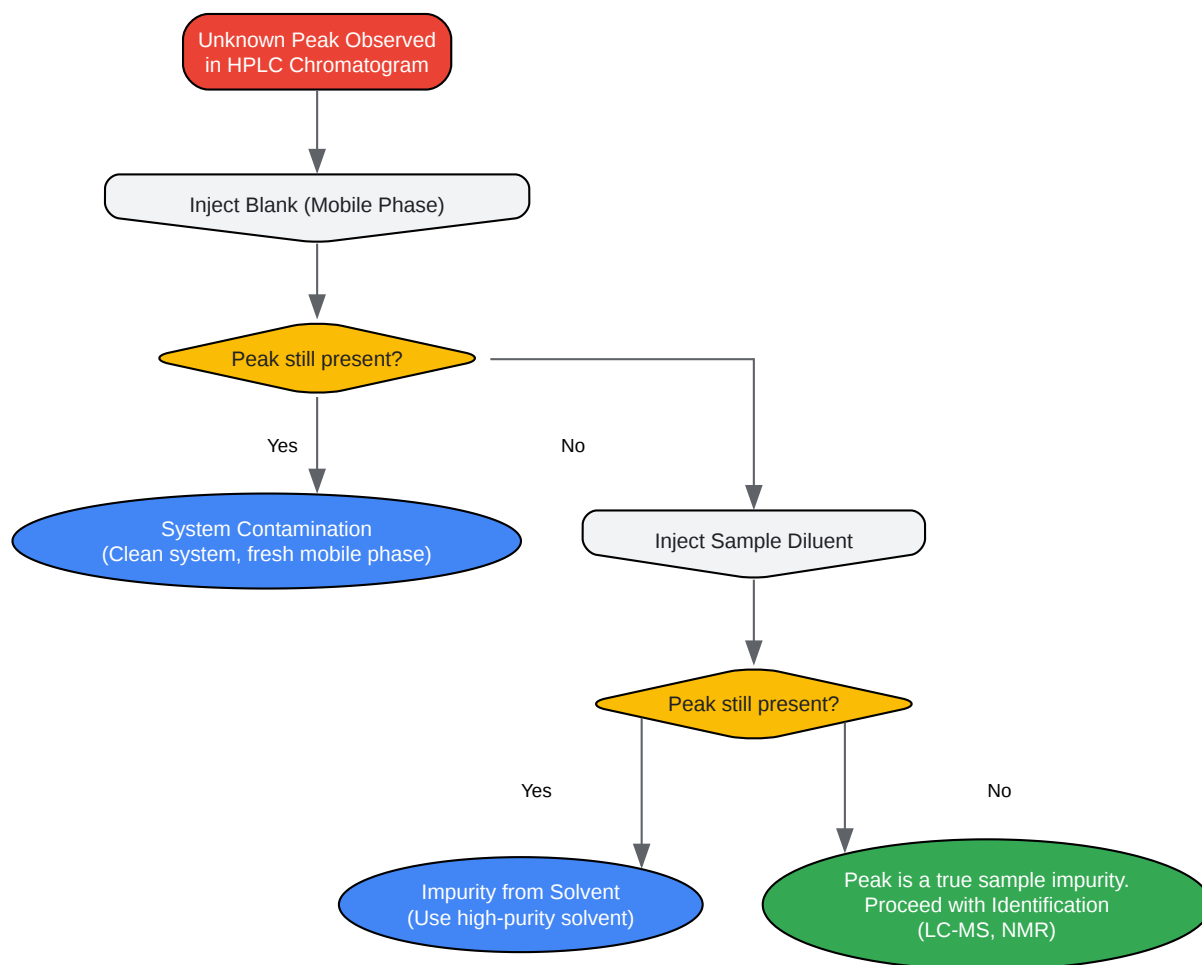 Unknown Peak Observed
in HPLC Chromatogram
Inject Blank (Mobile Phase)
Peak still present?
Yes
No
System Contamination
(Clean system, fresh mobile phase)
Inject Sample Diluent
Peak still present?
Yes
No
Impurity from Solvent
(Use high-purity solvent)
Peak is a true sample impurity.
Proceed with Identification
(LC-MS, NMR)